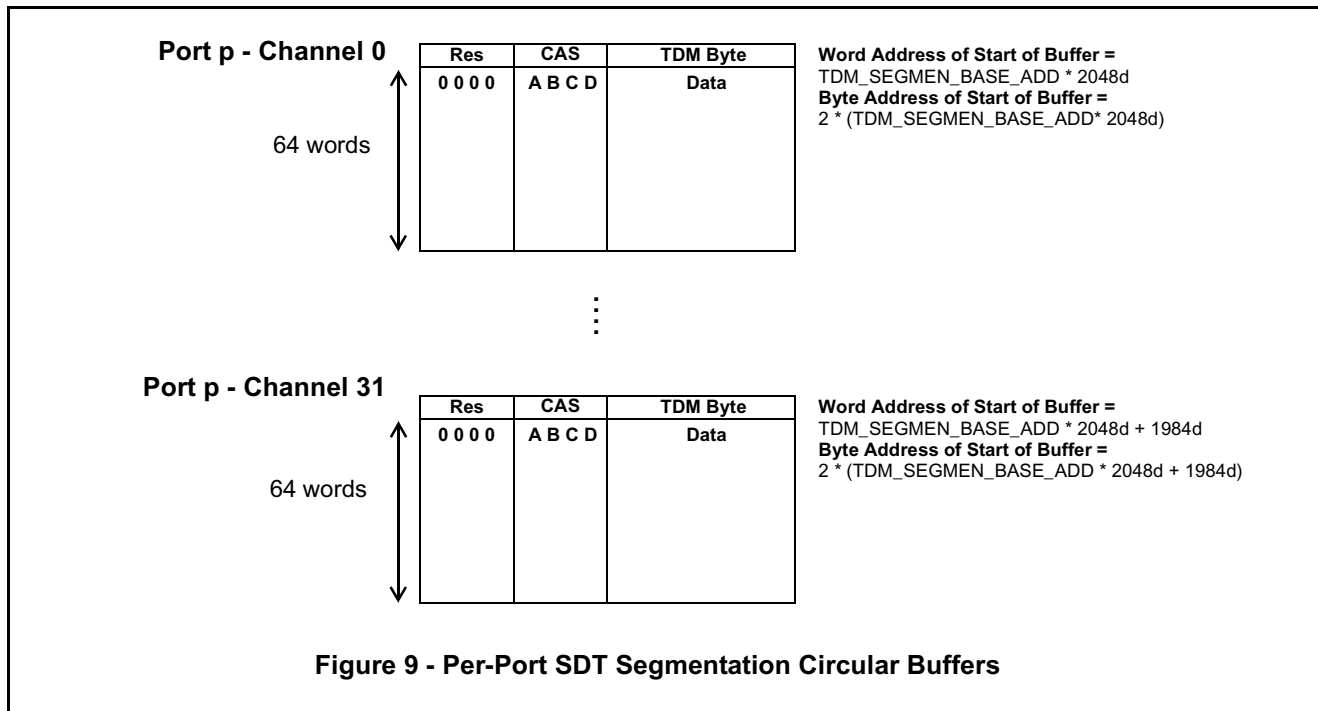 Port p - Channel 0
Res CAS TDM Byte
0 0 0 0 A B C D Data
64 words
Word Address of Start of Buffer =
TDM_SEGMEN_BASE_ADD * 2048d
Byte Address of Start of Buffer =
2 * (TDM_SEGMEN_BASE_ADD* 2048d)
Port p - Channel 31
Res CAS TDM Byte
0 0 0 0 A B C D Data
64 words
Word Address of Start of Buffer =
TDM_SEGMEN_BASE_ADD * 2048d + 1984d
Byte Address of Start of Buffer =
2 * (TDM_SEGMEN_BASE_ADD * 2048d + 1984d)
Figure 9 - Per-Port SDT Segmentation Circular Buffers